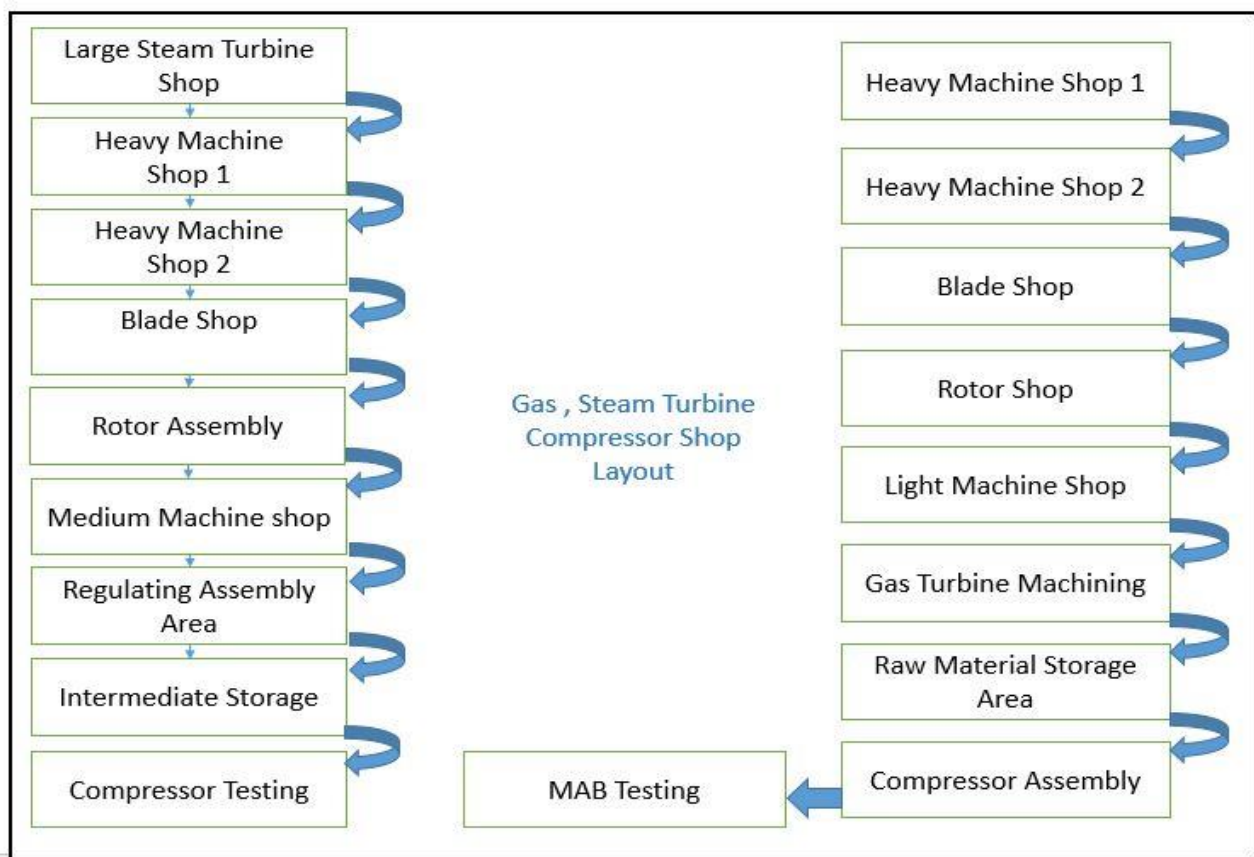 Large Steam Turbine
Shop
Heavy Machine
Shop 1
Heavy Machine
Shop 2
Blade Shop
Rotor Assembly
Medium Machine shop
Regulating Assembly
Area
Intermediate Storage
Compressor Testing
Gas , Steam Turbine
Compressor Shop
Layout
MAB Testing
Heavy Machine Shop 1
Heavy Machine Shop 2
Blade Shop
Rotor Shop
Light Machine Shop
Gas Turbine Machining
Raw Material Storage
Area
Compressor Assembly